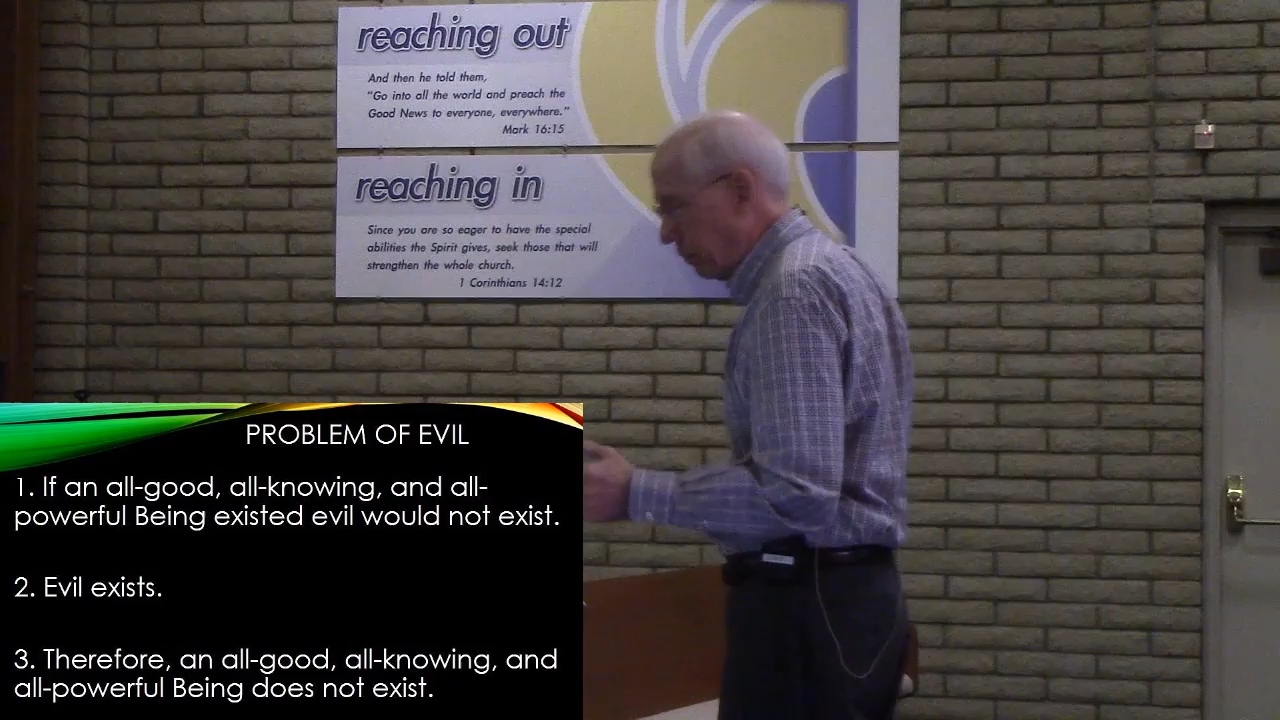 reaching out
And then he told them,
“Go into all the world and preach the
Good News to everyone, everywhere.”
Mark 16:15
reaching in
Since you are so eager to have the special
abilities the Spirit gives, seek those that will
strengthen the whole church.
1 Corinthians 14:12
PROBLEM OF EVIL
1. If an all-good, all-knowing, and all-
powerful Being existed evil would not exist.
2. Evil exists.
3. Therefore, an all-good, all-knowing, and
all-powerful Being does not exist.